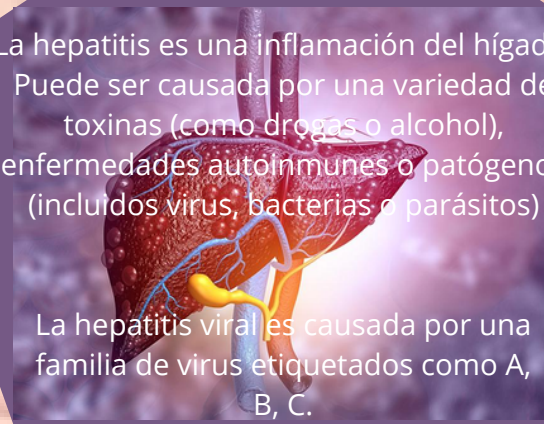 La hepatitis es una inflamación del hígad
Puede ser causada por una variedad de
toxinas (como drogas o alcohol),
enfermedades autoinmunes o patógeno
(incluidos virus, bacterias o parásitos)
La hepatitis viral es causada por una
familia de virus etiquetados como A,
B, C.